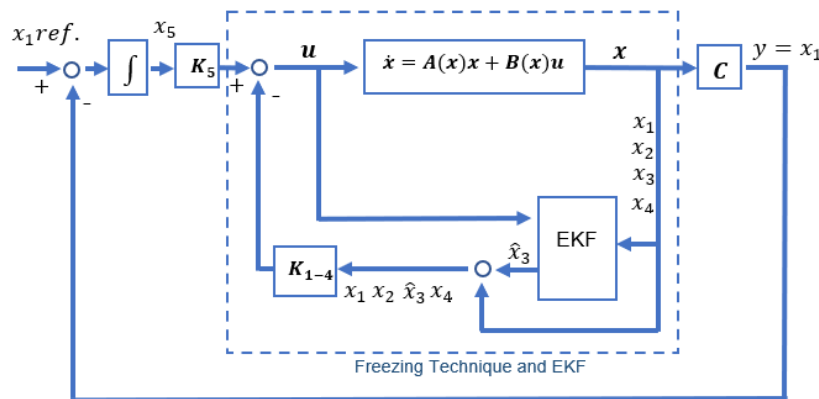 x₁ref.
+
-
∫
x₅
K₅
+
-
u
ẋ = A(x)x + B(x)u
x
C
y = x₁
x₁
x₂
x₃
x₄
EKF
x̂₃
K₁₋₄
x₁ x₂ x̂₃ x₄
Freezing Technique and EKF